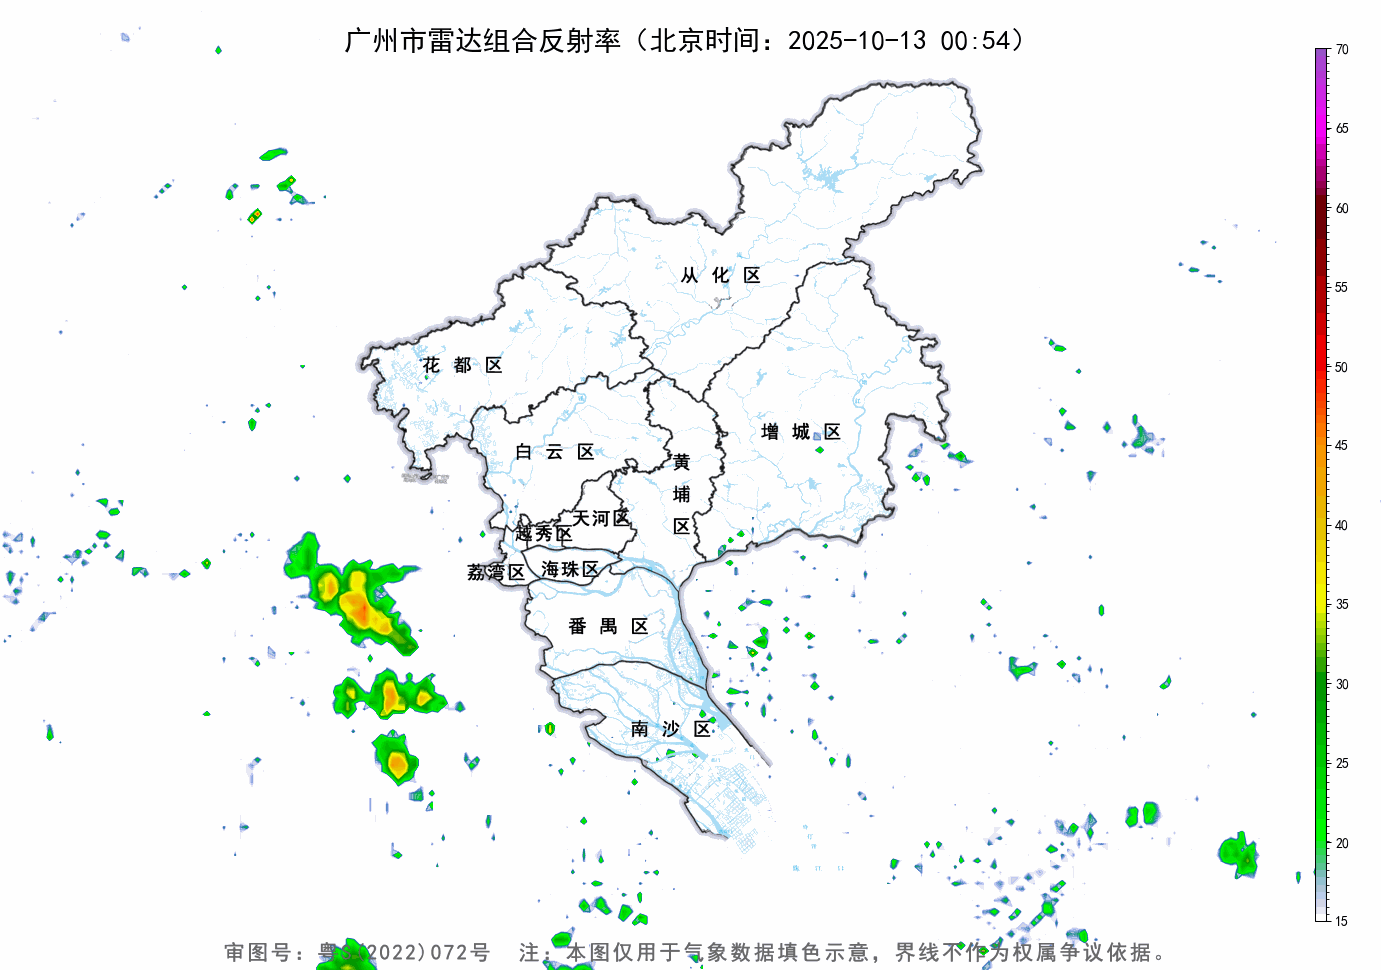 广州市雷达组合反射率（北京时间：2025-10-13 00:54）
70
65
60
55
50
45
40
35
30
25
20
15
从化区
花都区
增城区
白云区
黄埔区
天河区
越秀区
荔湾区
海珠区
番禺区
南沙区
审图号：粤S(2022)072号 注：本图仅用于气象数据填色示意，界线不作为权属争议依据。